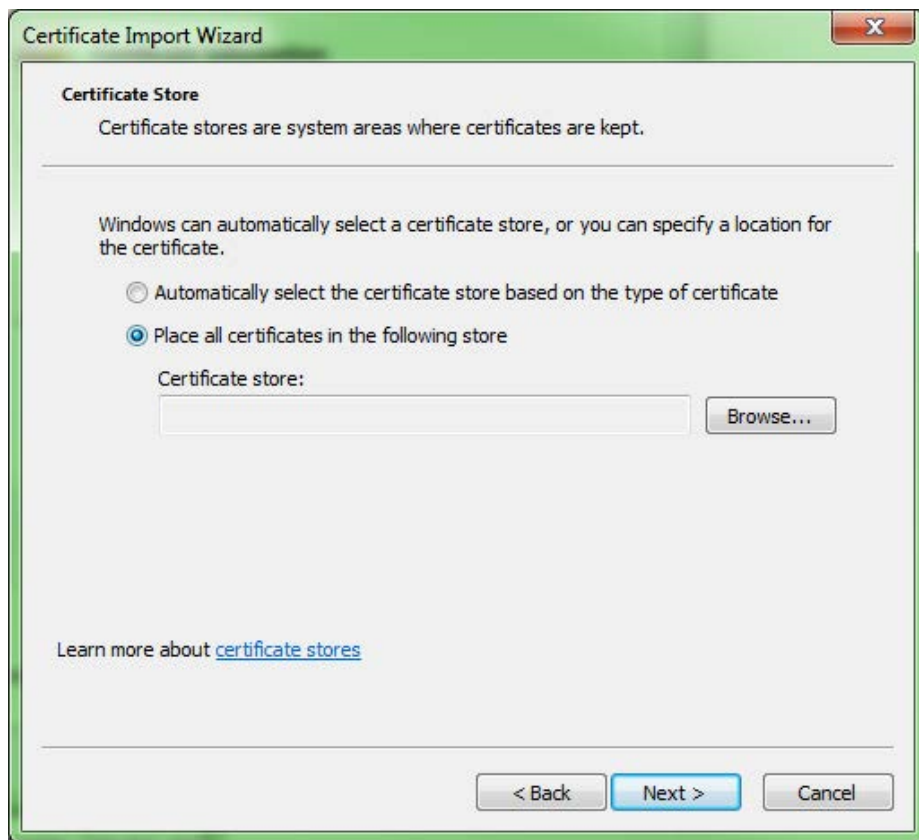 Certificate Import Wizard
Certificate Store
Certificate stores are system areas where certificates are kept.
Windows can automatically select a certificate store, or you can specify a location for
the certificate.
Automatically select the certificate store based on the type of certificate
Place all certificates in the following store
Certificate store:
Browse...
Learn more about certificate stores
< Back
Next >
Cancel